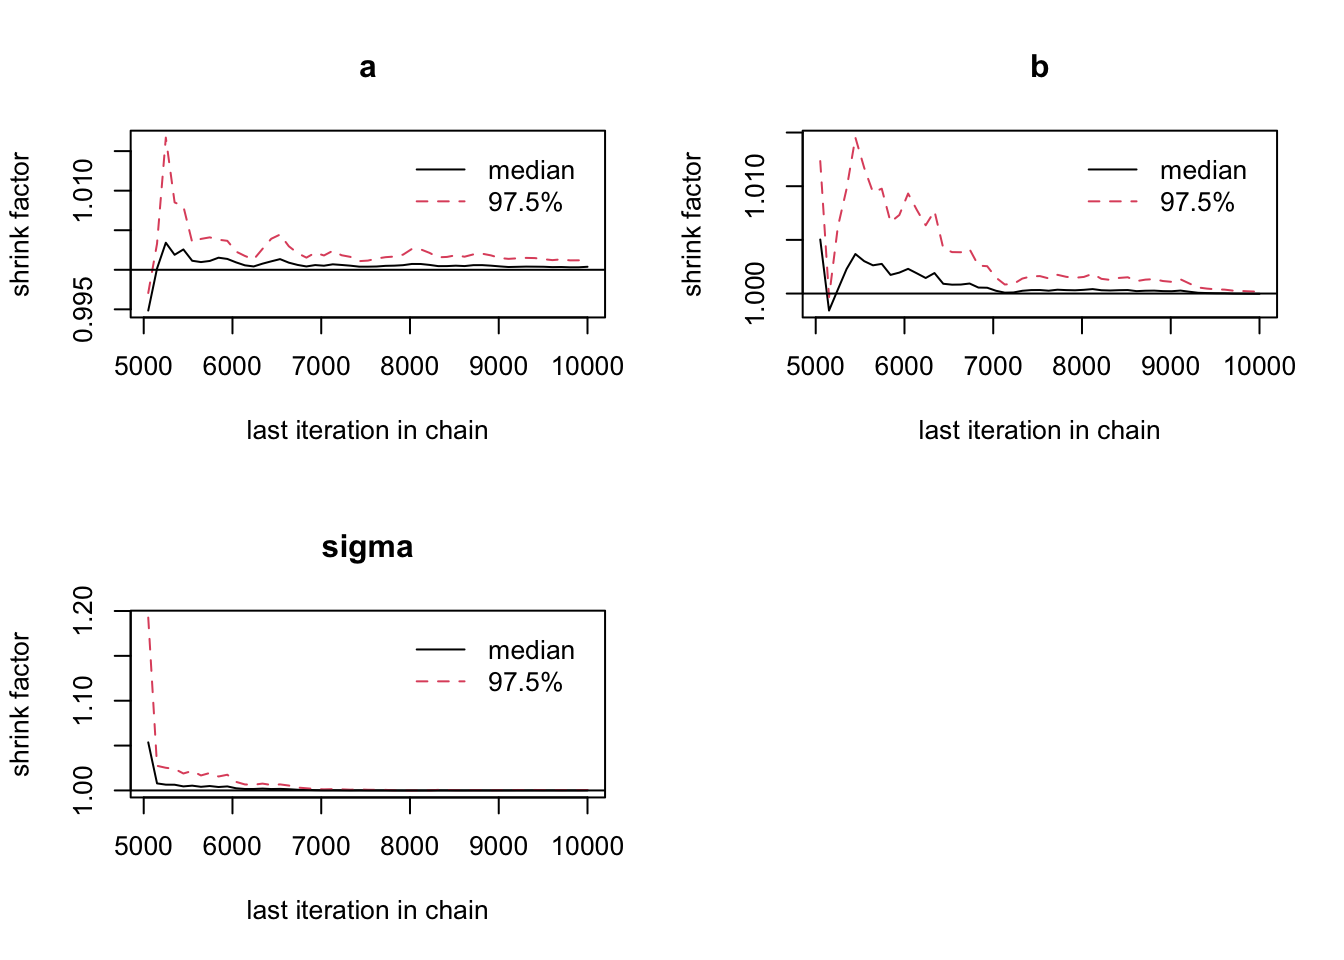 a
shrink factor
0.995
1.010
median
97.5%
5000 6000 7000 8000 9000 10000
last iteration in chain
b
shrink factor
1.000
1.010
median
97.5%
5000 6000 7000 8000 9000 10000
last iteration in chain
sigma
shrink factor
1.00
1.10
1.20
median
97.5%
5000 6000 7000 8000 9000 10000
last iteration in chain